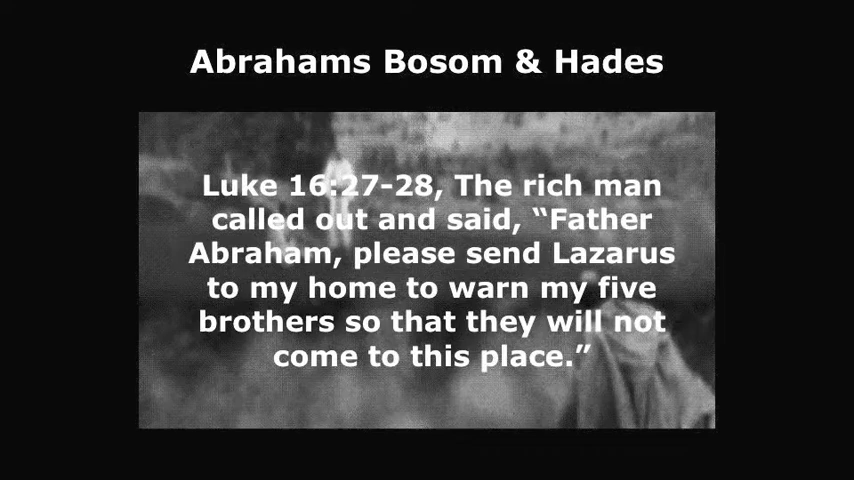 Abrahams Bosom & Hades
Luke 16:27-28, The rich man
called out and said, “Father
Abraham, please send Lazarus
to my home to warn my five
brothers so that they will not
come to this place.”